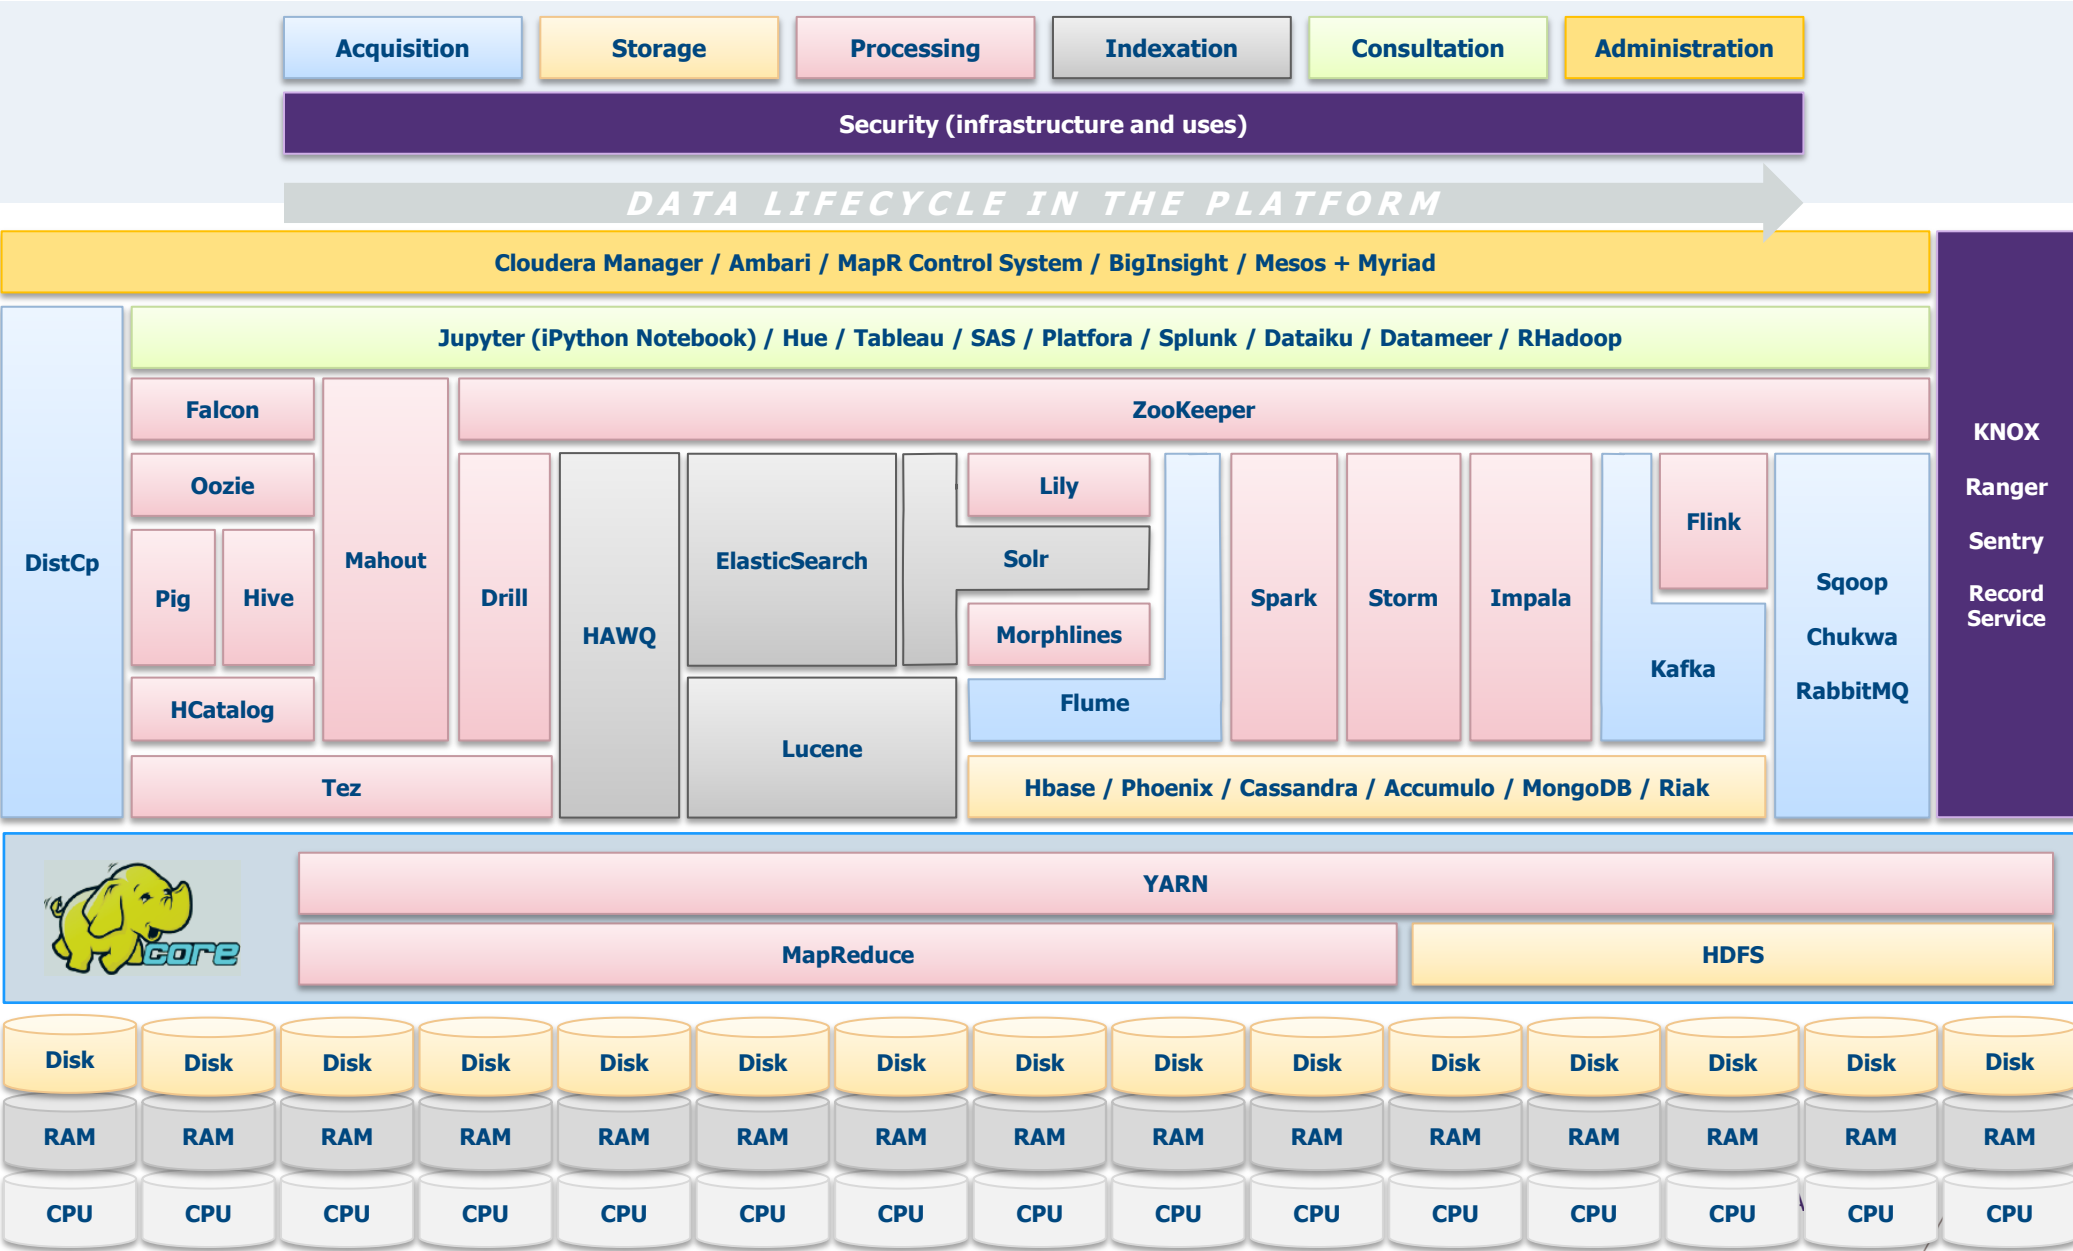 Acquisition
Storage
Processing
Indexation
Consultation
Administration
Security (infrastructure and uses)
DATA LIFECYCLE IN THE PLATFORM
Cloudera Manager / Ambari / MapR Control System / BigInsight / Mesos + Myriad
Jupyter (iPython Notebook) / Hue / Tableau / SAS / Platfora / Splunk / Dataiku / Datameer / RHadoop
Falcon
ZooKeeper
KNOX
Ranger
Sentry
Record
Service
DistCp
Oozie
Pig
Hive
HCatalog
Mahout
Drill
Tez
HAWQ
ElasticSearch
Lucene
Lily
Solr
Morphlines
Flume
Spark
Storm
Impala
Flink
Kafka
Sqoop
Chukwa
RabbitMQ
Hbase / Phoenix / Cassandra / Accumulo / MongoDB / Riak
core
YARN
MapReduce
HDFS
Disk Disk Disk Disk Disk Disk Disk Disk Disk Disk Disk Disk Disk Disk Disk
RAM RAM RAM RAM RAM RAM RAM RAM RAM RAM RAM RAM RAM RAM RAM
CPU CPU CPU CPU CPU CPU CPU CPU CPU CPU CPU CPU CPU CPU CPU